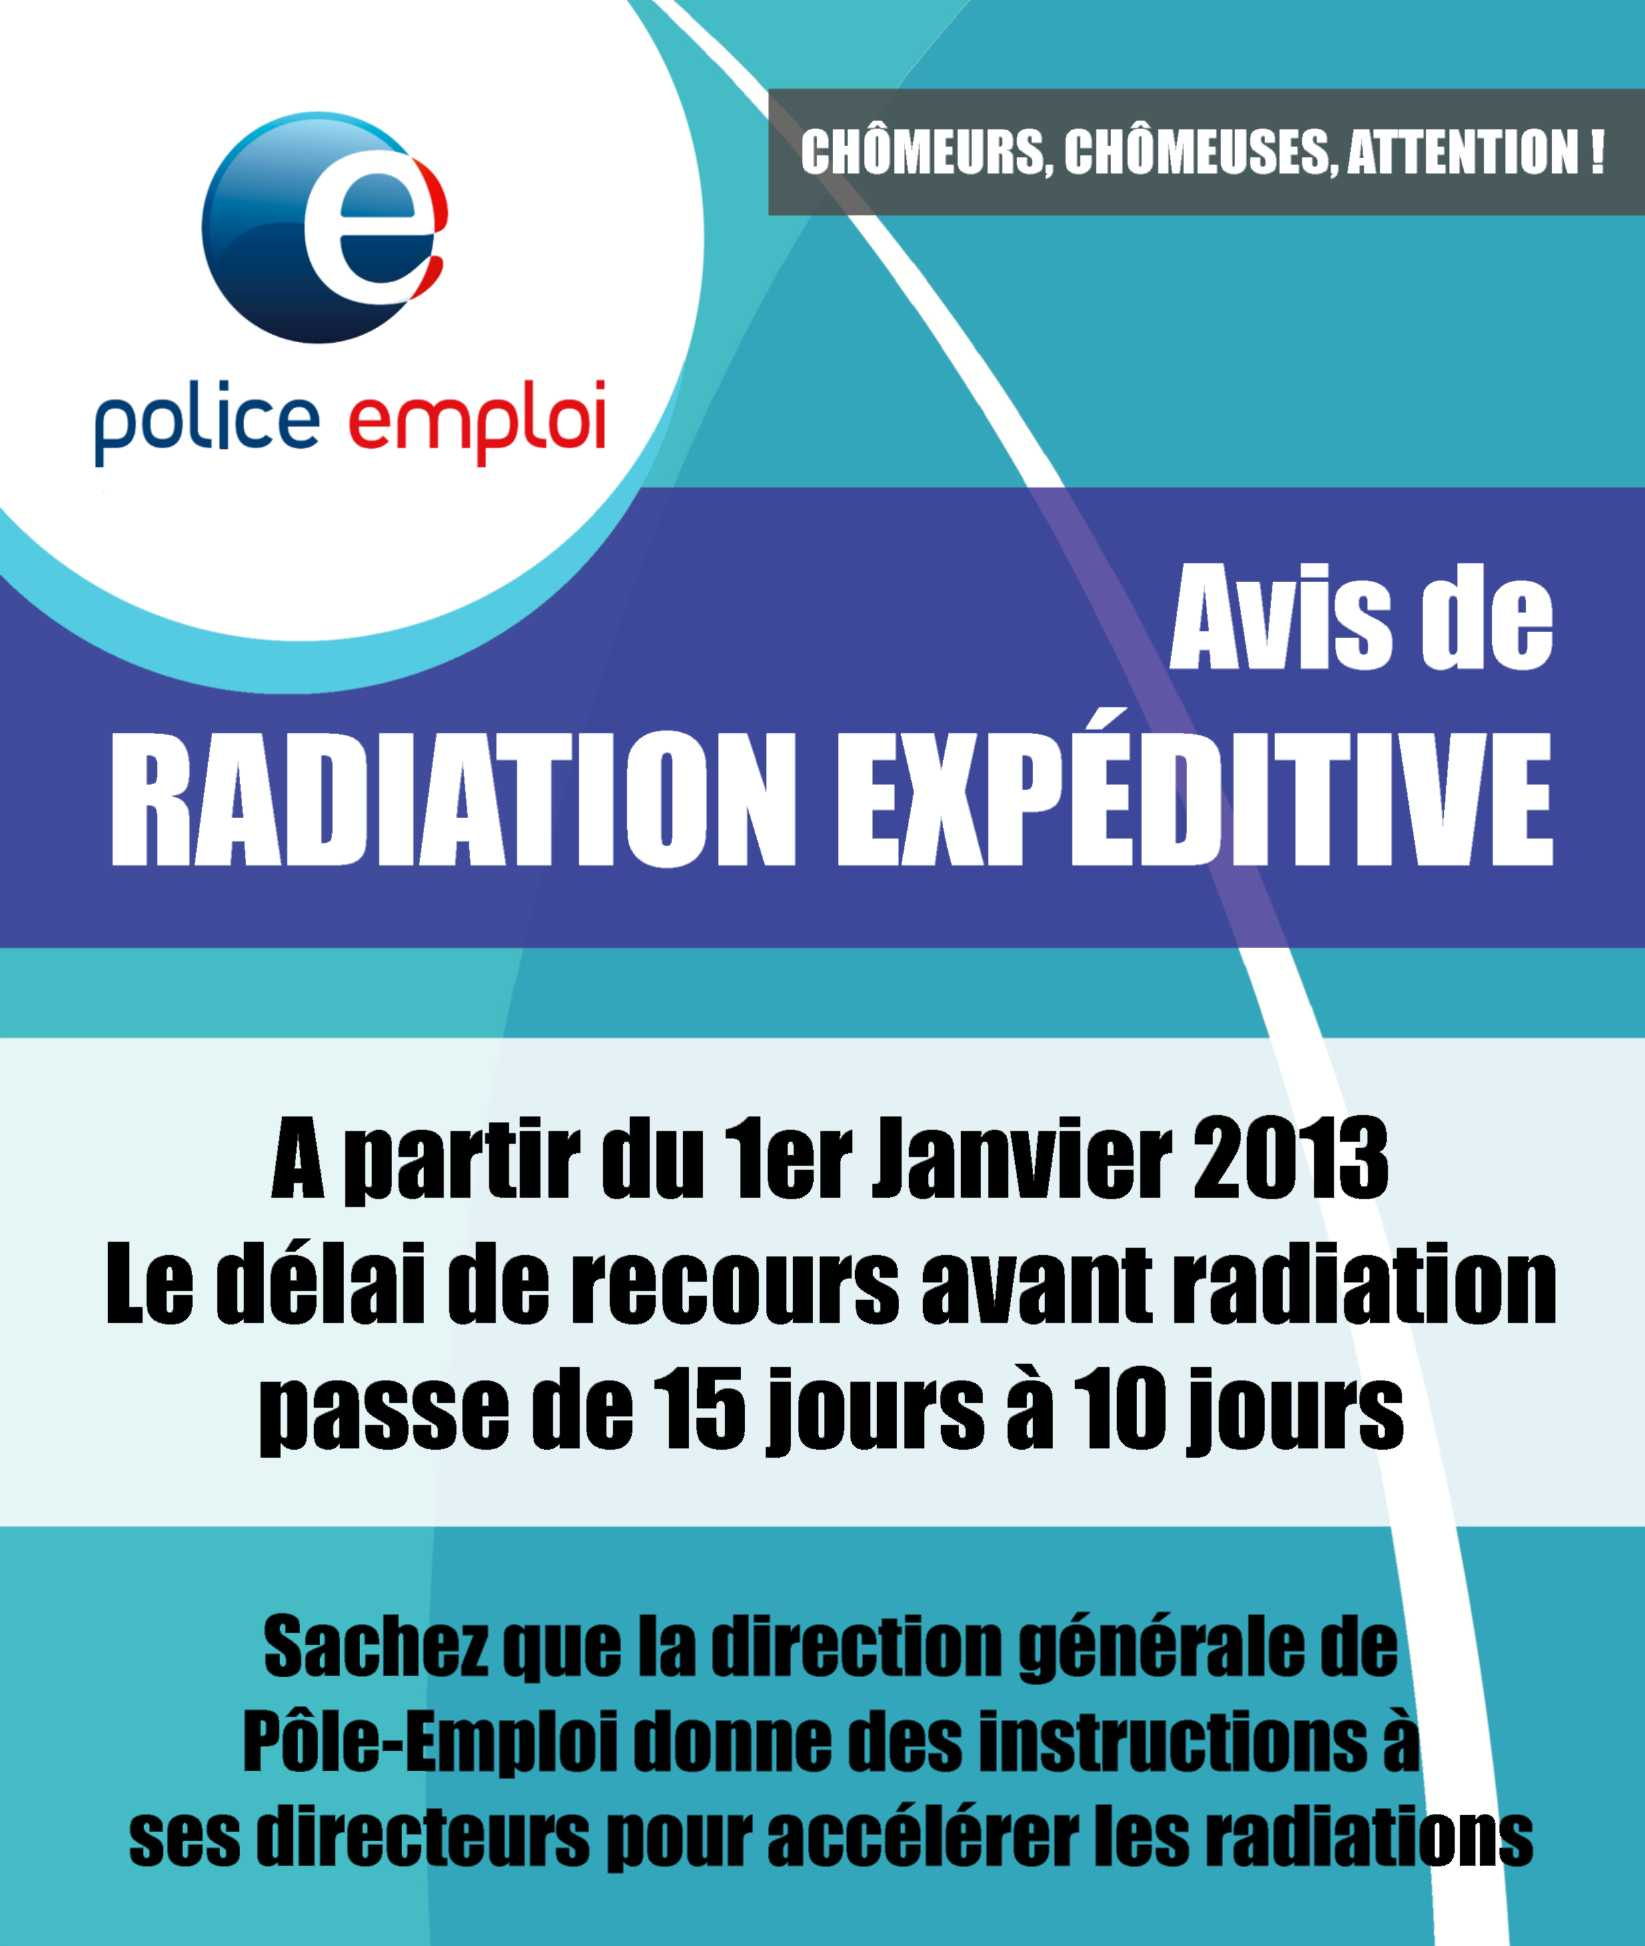 CHÔMEURS, CHÔMEUSES, ATTENTION !
e
police emploi
Avis de
RADIATION EXPÉDITIVE
A partir du 1er Janvier 2013
Le délai de recours avant radiation
passe de 15 jours à 10 jours
Sachez que la direction générale de
Pôle-Emploi donne des instructions à
ses directeurs pour accélérer les radiations